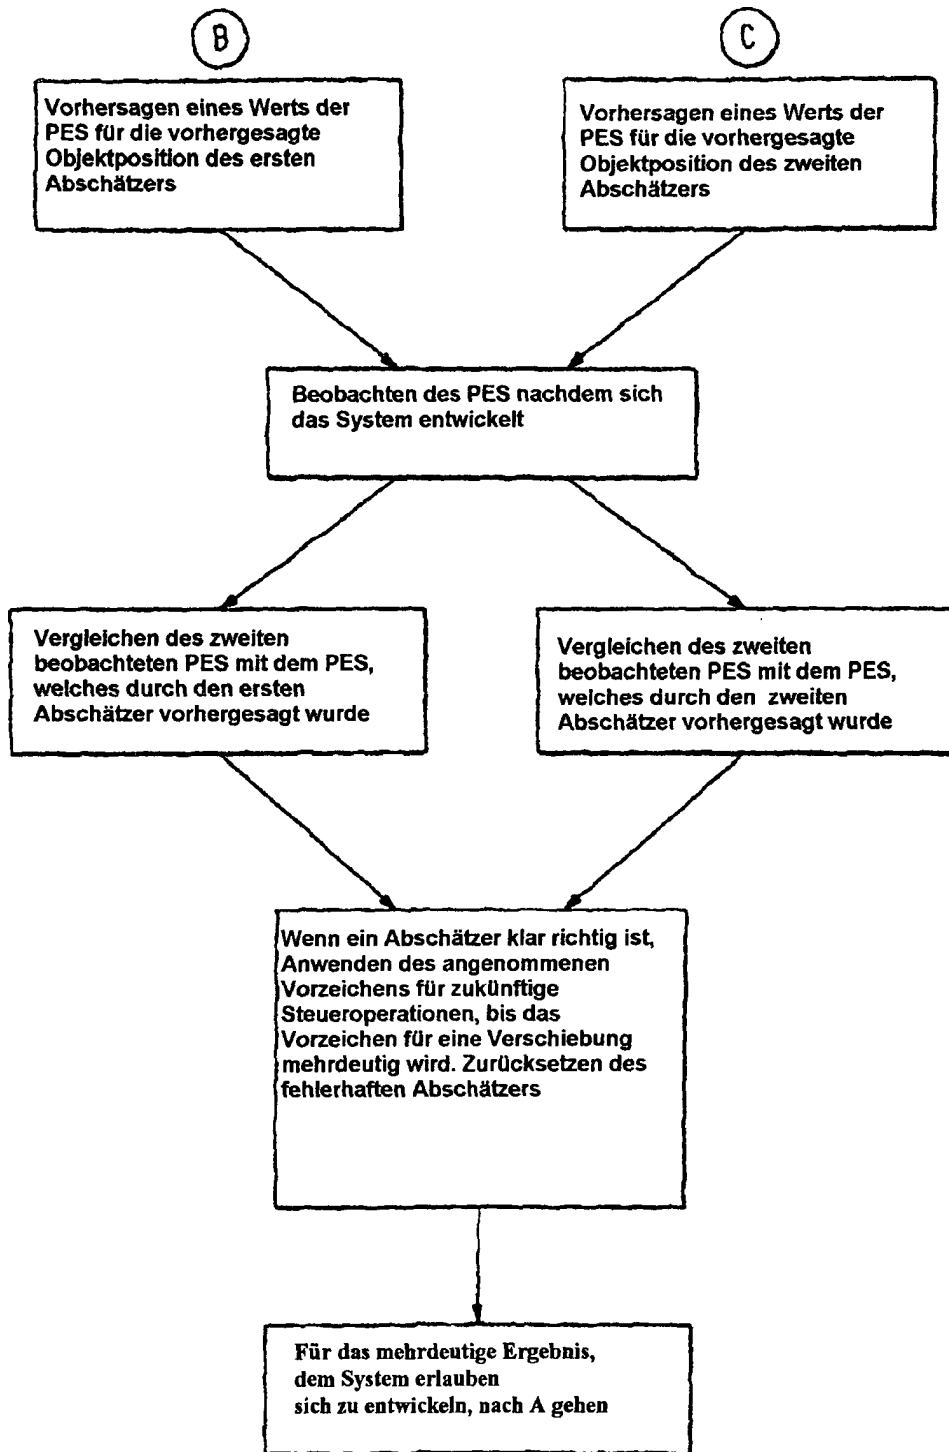 B
C
Vorhersagen eines Werts der
PES für die vorhergesagte
Objektposition des ersten
Abschätzers
Vorhersagen eines Werts der
PES für die vorhergesagte
Objektposition des zweiten
Abschätzers
Beobachten des PES nachdem sich
das System entwickelt
Vergleichen des zweiten
beobachteten PES mit dem PES,
welches durch den ersten
Abschätzer vorhergesagt wurde
Vergleichen des zweiten
beobachteten PES mit dem PES,
welches durch den zweiten
Abschätzer vorhergesagt wurde
Wenn ein Abschätzer klar richtig ist,
Anwenden des angenommenen
Vorzeichens für zukünftige
Steueroperationen, bis das
Vorzeichen für eine Verschiebung
mehrdeutig wird. Zurücksetzen des
fehlerhaften Abschätzers
Für das mehrdeutige Ergebnis,
dem System erlauben
sich zu entwickeln, nach A gehen